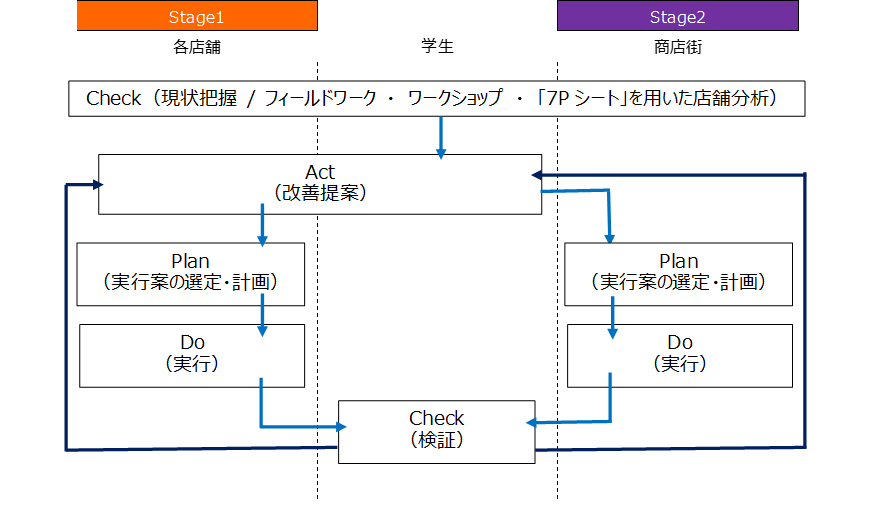 Stage1
Stage2
各店舗
学生
商店街
Check（現状把握 / フィールドワーク ・ ワークショップ ・ 「7P シート」を用いた店舗分析）
Act
（改善提案）
Plan
（実行案の選定・計画）
Plan
（実行案の選定・計画）
Do
（実行）
Do
（実行）
Check
（検証）